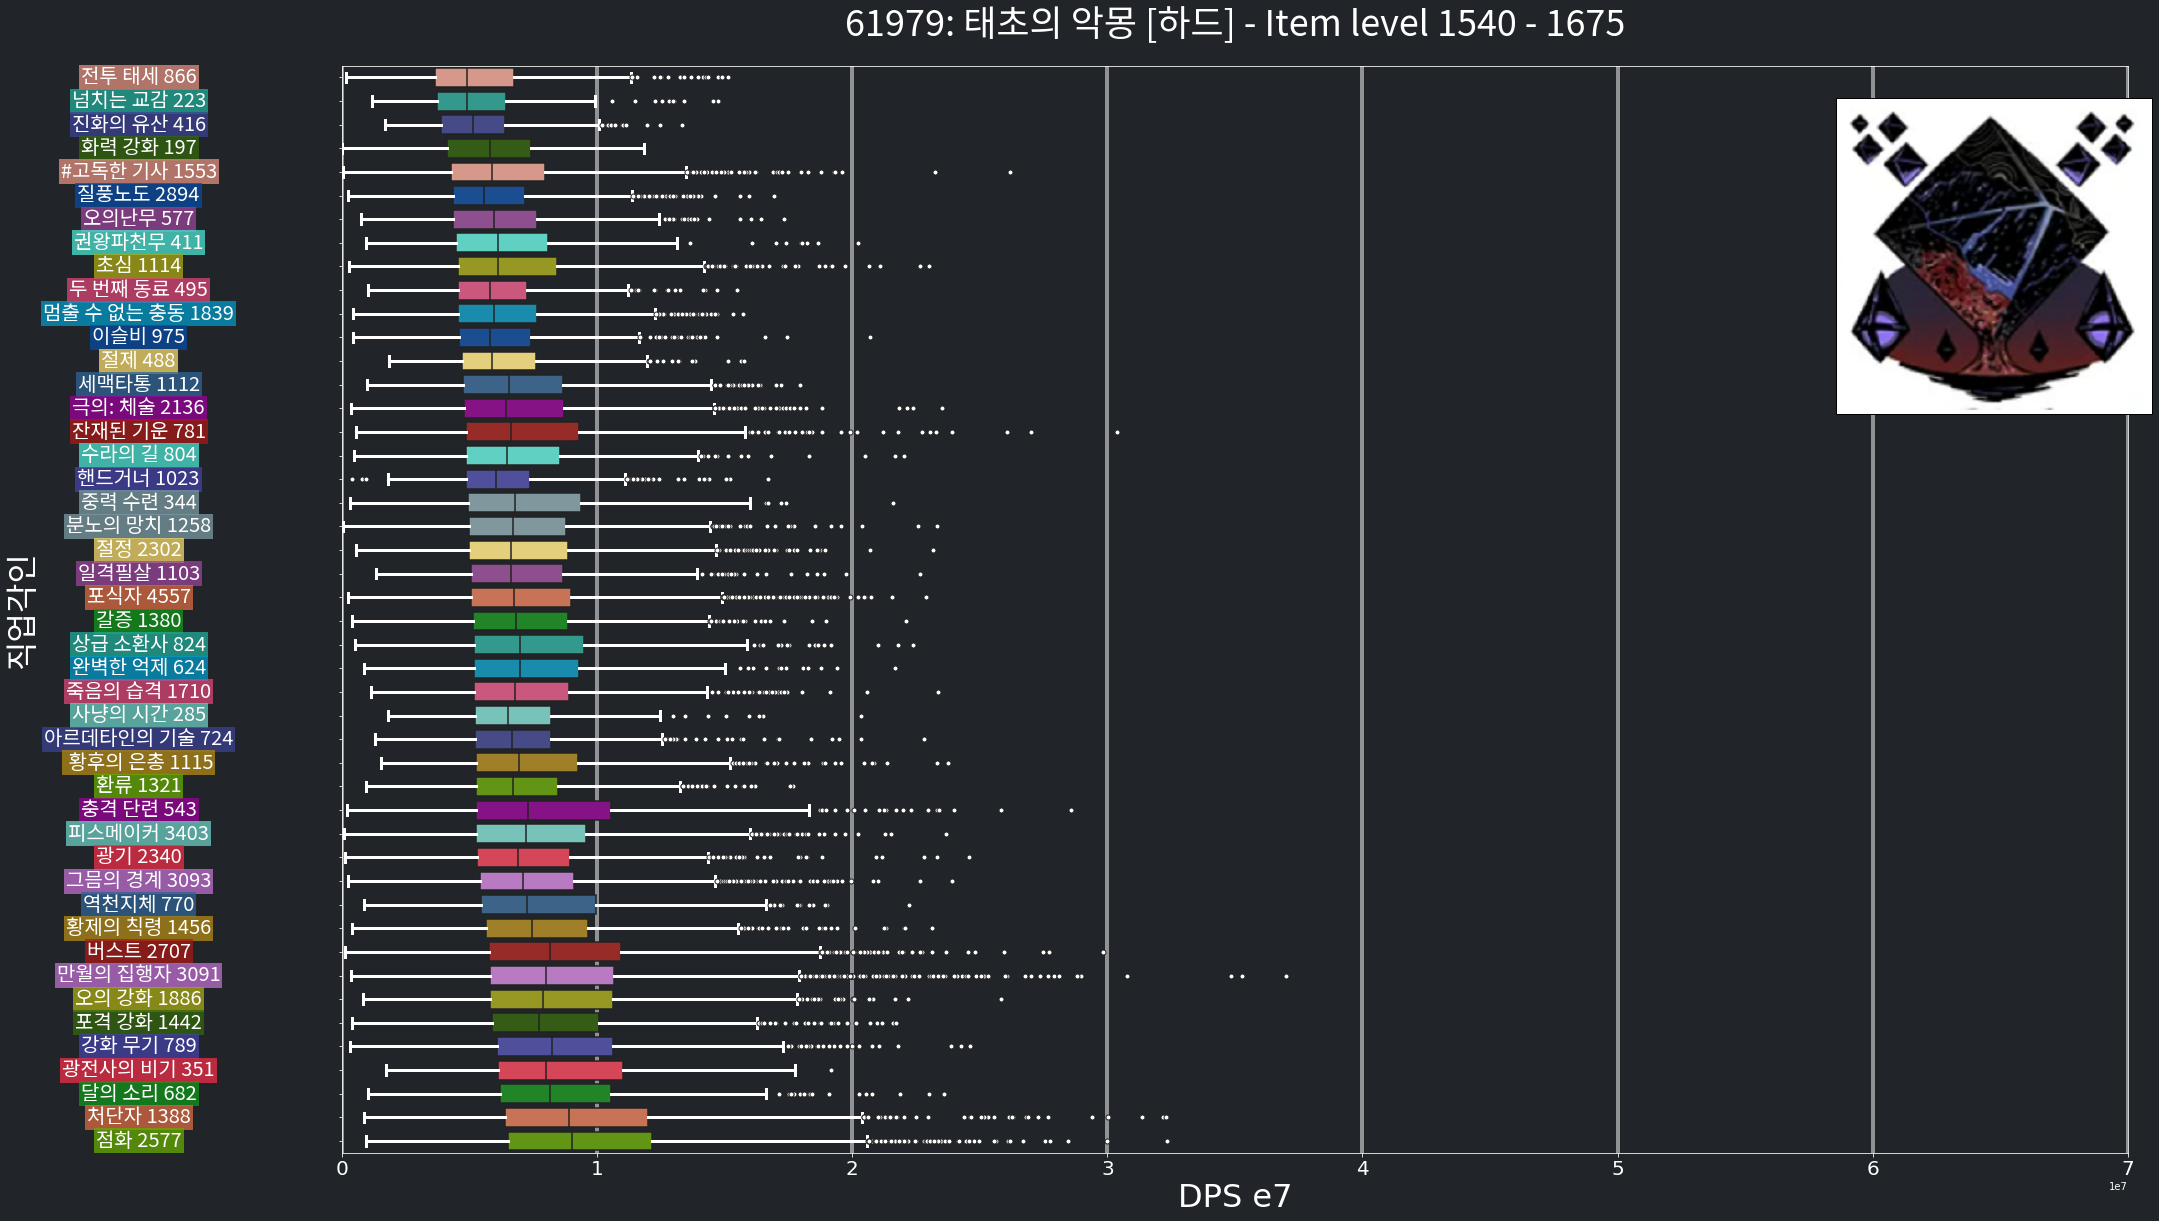 61979: 태초의 악몽 [하드] - Item level 1540 - 1675
직업각인
전투 태세 866
넘치는 교감 223
진화의 유산 416
화력 강화 197
#고독한 기사 1553
질풍노도 2894
오의난무 577
권왕파천무 411
초심 1114
두 번째 동료 495
멈출 수 없는 충동 1839
이슬비 975
절제 488
세맥타통 1112
극의: 체술 2136
잔재된 기운 781
수라의 길 804
핸드거너 1023
중력 수련 344
분노의 망치 1258
절정 2302
일격필살 1103
포식자 4557
갈증 1380
상급 소환사 824
완벽한 억제 624
죽음의 습격 1710
사냥의 시간 285
아르데타인의 기술 724
황후의 은총 1115
환류 1321
충격 단련 543
피스메이커 3403
광기 2340
그믐의 경계 3093
역천지체 770
황제의 칙령 1456
버스트 2707
만월의 집행자 3091
오의 강화 1886
포격 강화 1442
강화 무기 789
광전사의 비기 351
달의 소리 682
처단자 1388
점화 2577
0 1 2 3 4 5 6 7
1e7
DPS e7